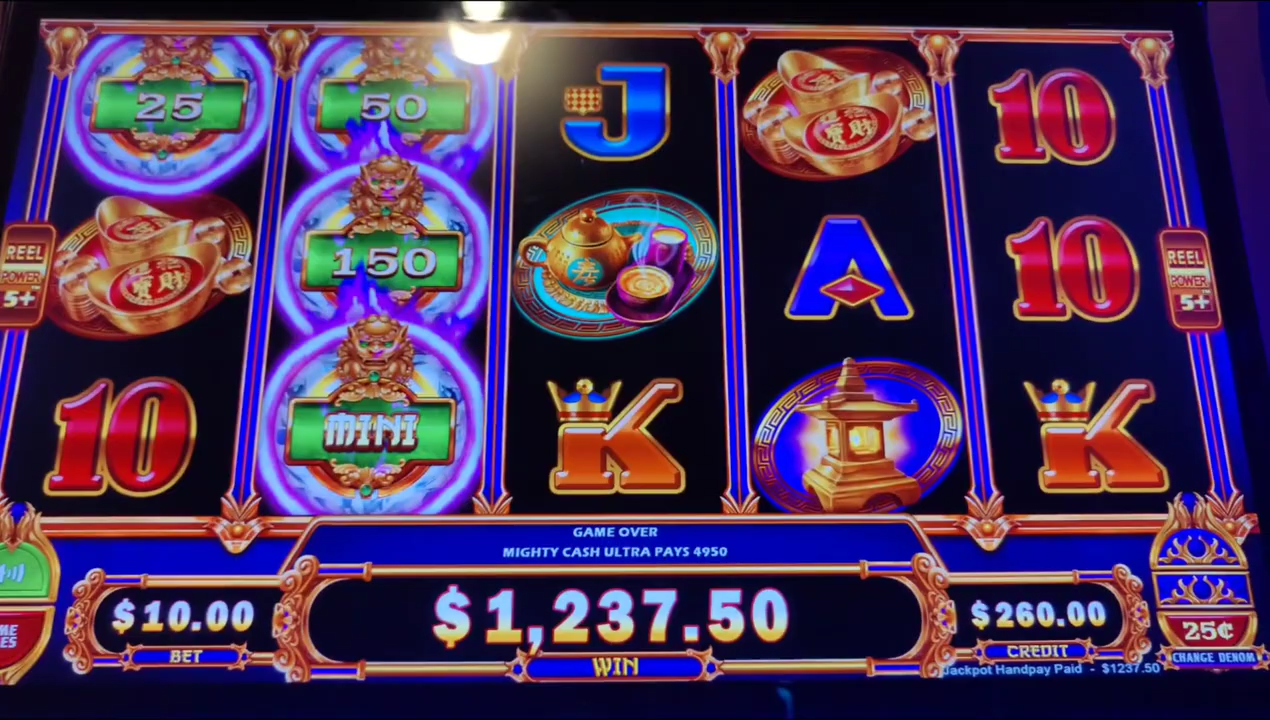 25
50
J
10
REEL
POWER
5+
150
A
10
REEL
POWER™
5+
10
MINI
K
K
GAME OVER
MIGHTY CASH ULTRA PAYS 4950
$10.00
BET
$1,237.50
WIN
$260.00
CREDIT
25¢
CHANGE DENOM
Jackpot Handpay Paid - $1237.50